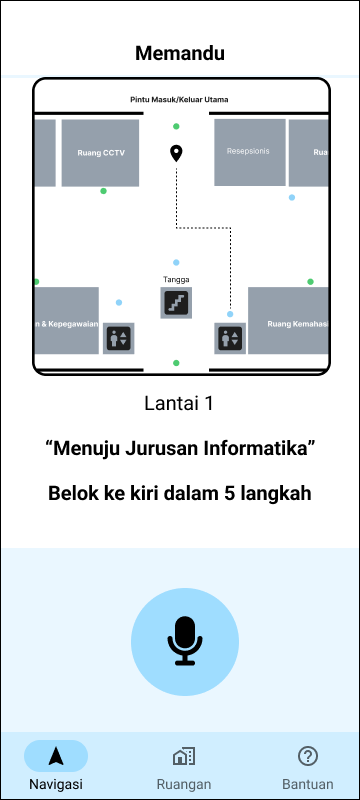 Memandu
Pintu Masuk/Keluar Utama
Ruang CCTV
Resepsionis
Rua
Tangga
n & Kepegawaian
Ruang Kemahas
Lantai 1
“Menuju Jurusan Informatika”
Belok ke kiri dalam 5 langkah
Navigasi
Ruangan
Bantuan